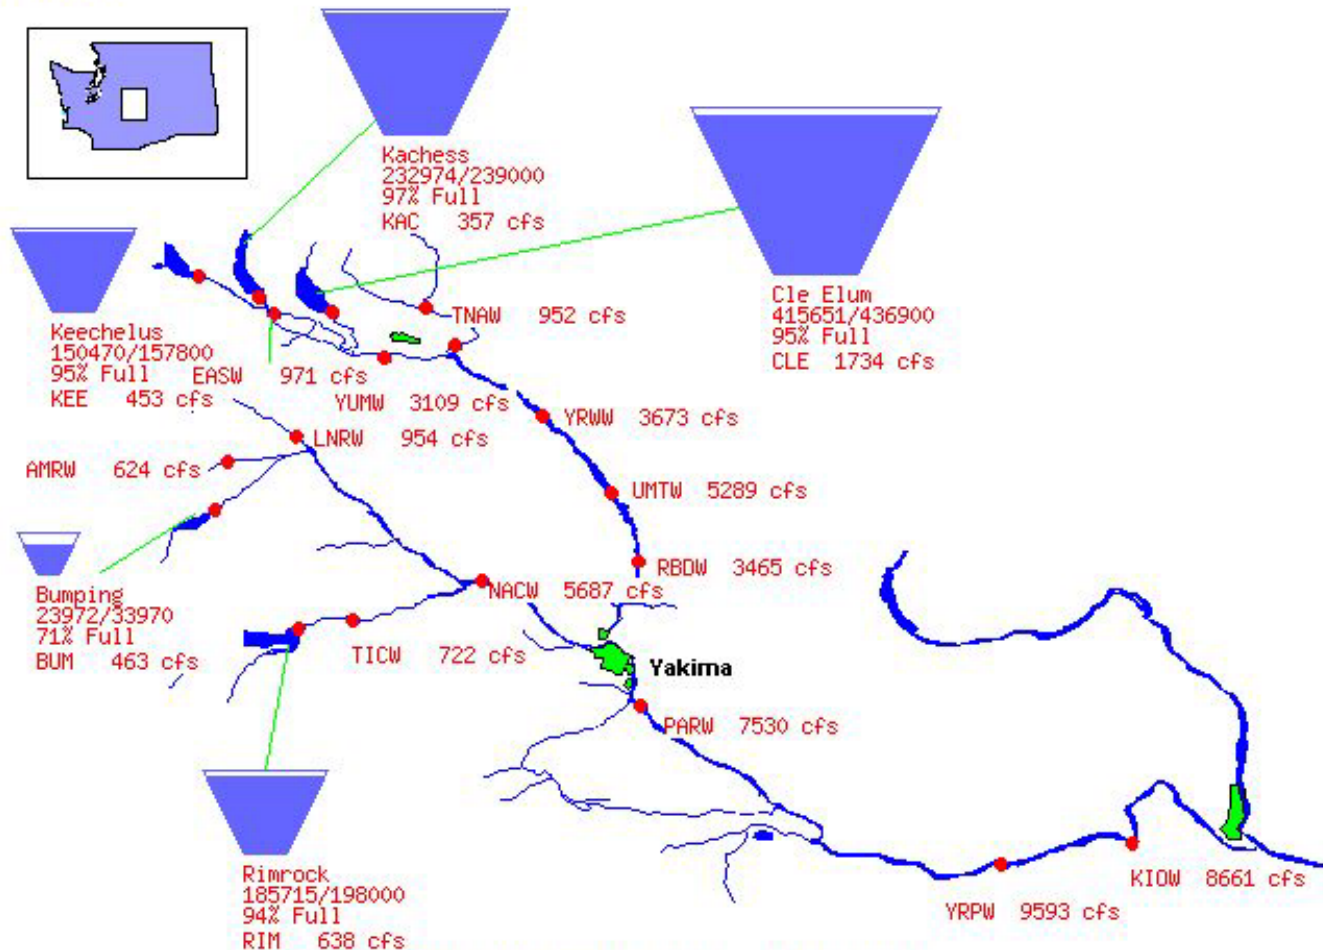 Kachess
232974/239000
97% Full
KAC 357 cfs
Cle Elum
415651/436900
95% Full
CLE 1734 cfs
Keechelus
150470/157800
95% Full
KEE 453 cfs
TNAW 952 cfs
EASW 971 cfs
YUMW 3109 cfs
YRWW 3673 cfs
LNRW 954 cfs
AMRW 624 cfs
UMTW 5289 cfs
RBDW 3465 cfs
Bumping
23972/33970
71% Full
BUM 463 cfs
NACW 5687 cfs
TICW 722 cfs
Yakima
PARW 7530 cfs
Rimrock
185715/198000
94% Full
RIM 638 cfs
KIOW 8661 cfs
YRPW 9593 cfs